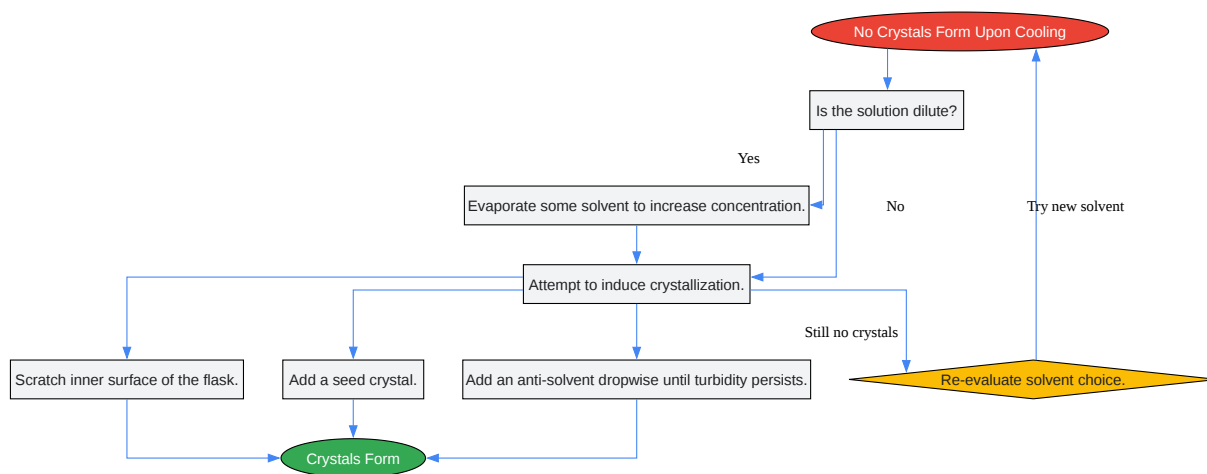 No Crystals Form Upon Cooling
Is the solution dilute?
Yes
Evaporate some solvent to increase concentration.
No
Try new solvent
Attempt to induce crystallization.
Still no crystals
Scratch inner surface of the flask.
Add a seed crystal.
Add an anti-solvent dropwise until turbidity persists.
Re-evaluate solvent choice.
Crystals Form